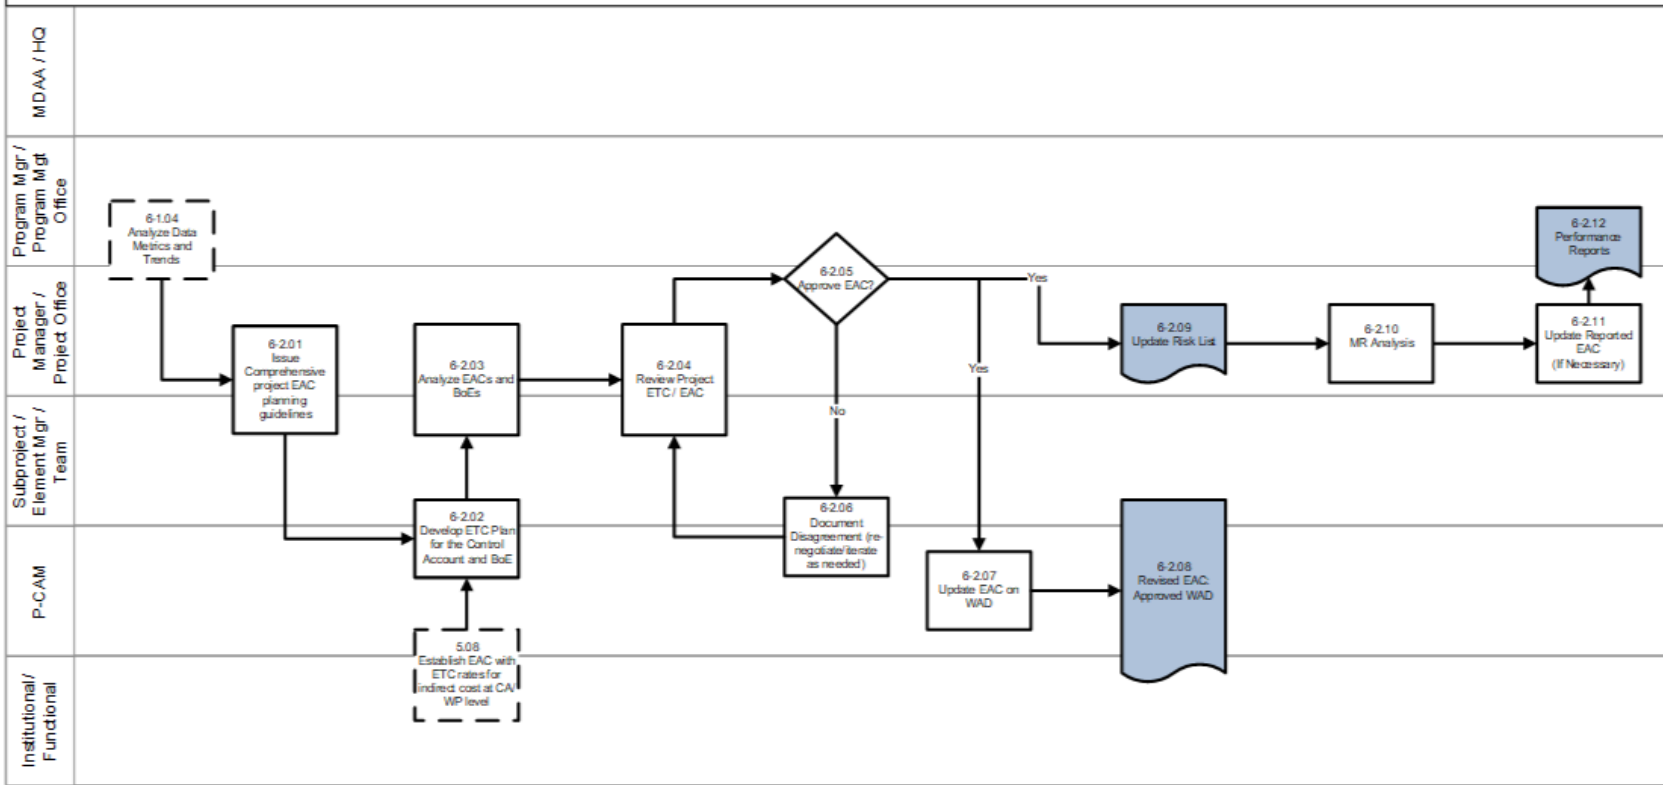 MDAA / HQ
Program Mgr /
Program Mgt
Office
Project
Manager /
Project Office
Subproject /
Element Mgr /
Team
P-CAM
Institutional/
Functional
6-1.04
Analyze Data
Metrics and
Trends
6-2.01
Issue
Comprehensive
project EAC
planning
guidelines
6-2.03
Analyze EACs and
BoEs
6-2.02
Develop ETC Plan
for the Control
Account and BoE
5.08
Establish EAC with
ETC rates for
indirect cost at CA/
WP level
6-2.04
Review Project
ETC / EAC
6-2.05
Approve EAC?
No
6-2.06
Document
Disagreement (re-
negotiate/iterate
as needed)
Yes
6-2.07
Update EAC on
WAD
6-2.08
Revised EAC:
Approved WAD
Yes
6-2.09
Update Risk List
6-2.10
MR Analysis
6-2.11
Update Reported
EAC
(If Necessary)
6-2.12
Performance
Reports